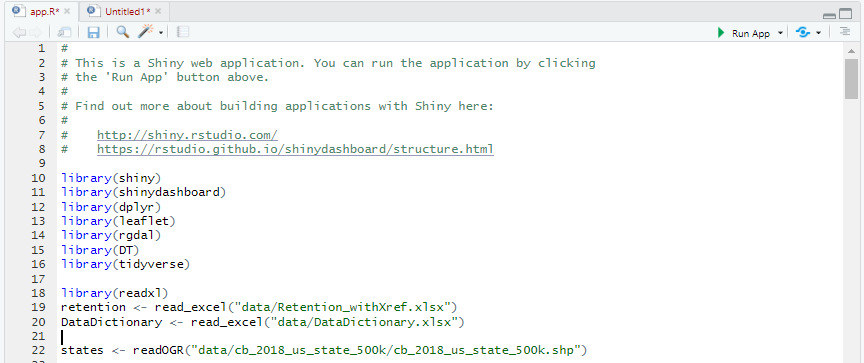 app.R* × Untitled1* ×
Run App
1 #
2 # This is a Shiny web application. You can run the application by clicking
3 # the 'Run App' button above.
4 #
5 # Find out more about building applications with Shiny here:
6 #
7 #    http://shiny.rstudio.com/
8 #    https://rstudio.github.io/shinydashboard/structure.html
9
10 library(shiny)
11 library(shinydashboard)
12 library(dplyr)
13 library(leaflet)
14 library(rgdal)
15 library(DT)
16 library(tidyverse)
17
18 library(readxl)
19 retention <- read_excel("data/Retention_withXref.xlsx")
20 DataDictionary <- read_excel("data/DataDictionary.xlsx")
21
22 states <- readOGR("data/cb_2018_us_state_500k/cb_2018_us_state_500k.shp")